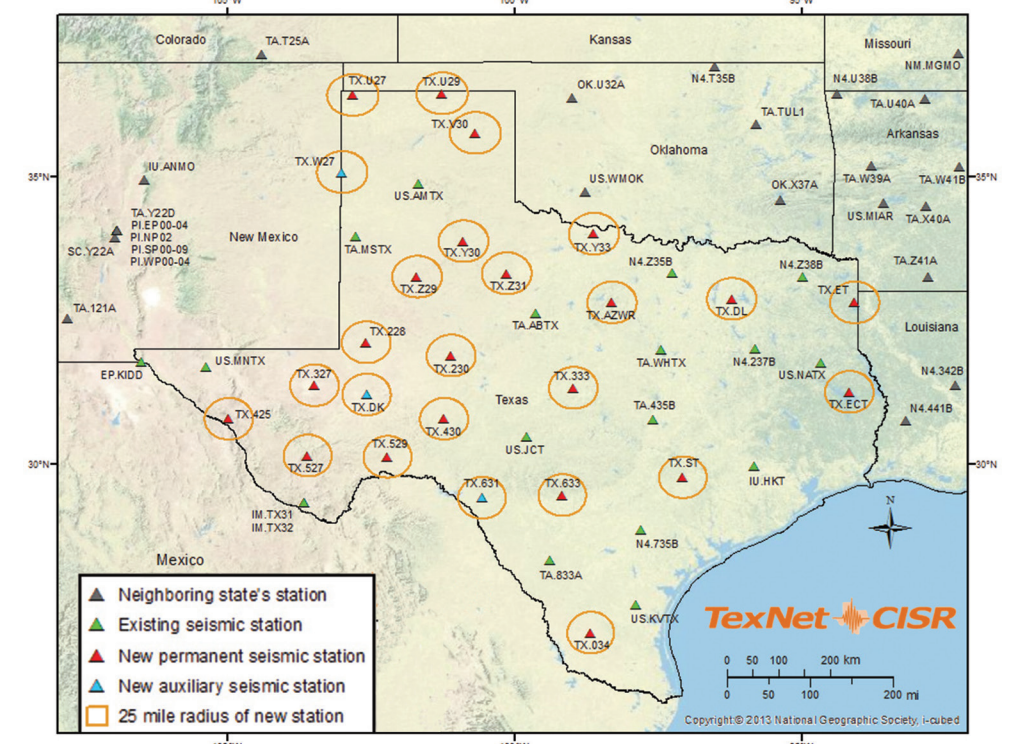 Colorado
TA.T25A
Kansas
Missouri
NM.MGMO
TX.U27
TX.U29
OK.U32A
N4.T35B
N4.U38B
TA.U40A
TX.V30
TA.TUL1
Arkansas
Oklahoma
IU.ANMO
TX.W27
35°N
35°N
US.AMTX
US.WMOK
OK.X37A
TA.W39A
TA.W41B
TA.Y22D
PI.EP00-04
PI.NP02
PI.SP00-09
PI.WP00-04
SC.Y22A
New Mexico
TA.MSTX
TX.Y30
TX.Y33
US.MIAR
TA.X40A
N4.Z35B
N4.Z38B
TA.Z41A
TX.Z29
TX.Z31
TX.AZWR
TX.DL
TX.ET
TA.121A
TA.ABTX
TX.228
Louisiana
EP.KIDD
US.MNTX
TX.230
TA.WHTX
N4.237B
US.NATX
N4.342B
TX.327
TX.DK
TX.333
Texas
TX.ECT
TX.425
TX.430
TA.435B
N4.441B
TX.529
US.JCT
TX.527
TX.ST
30°N
30°N
TX.631
TX.633
IU.HKT
IM.TX31
IM.TX32
N
N4.735B
Mexico
TA.833A
US.KVTX
TX.034
Neighboring state's station
Existing seismic station
New permanent seismic station
New auxiliary seismic station
25 mile radius of new station
TexNet CISR
0 50 100 200 km
0 50 100 200 mi
Copyright:© 2013 National Geographic Society, i-cubed